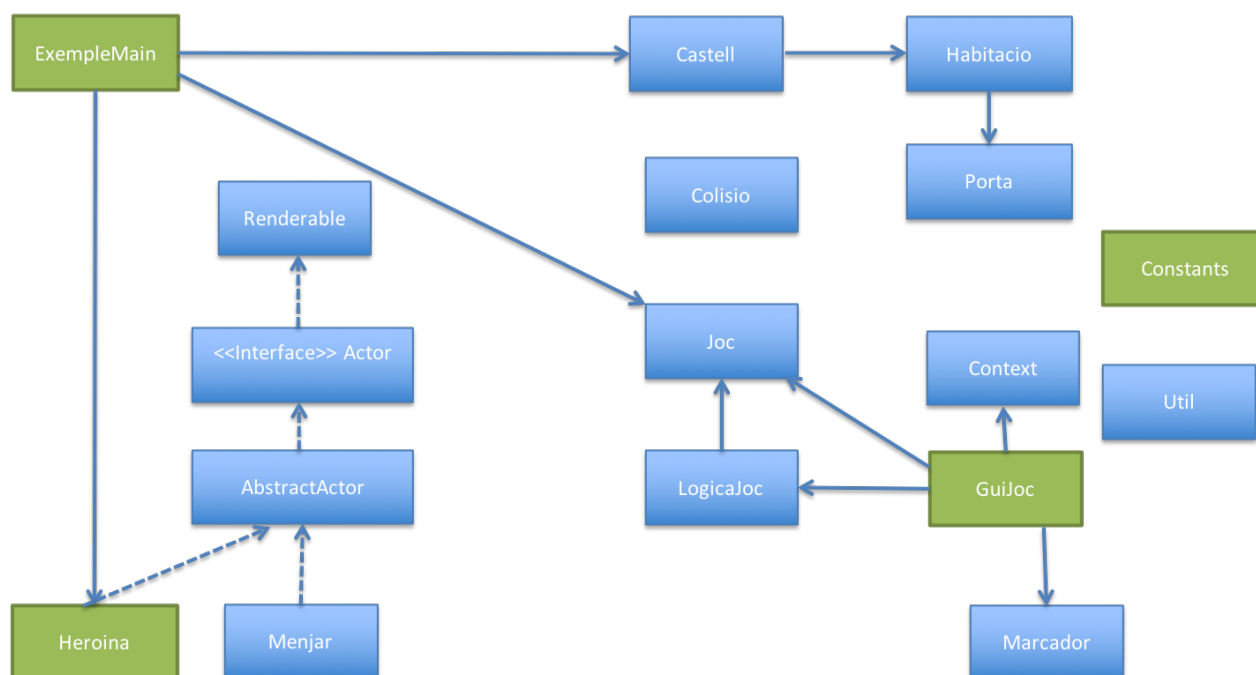 ExempleMain
Castell
Habitacio
Colisio
Porta
Renderable
Constants
<<Interface>> Actor
Joc
Context
Util
AbstractActor
LogicaJoc
GuiJoc
Heroina
Menjar
Marcador